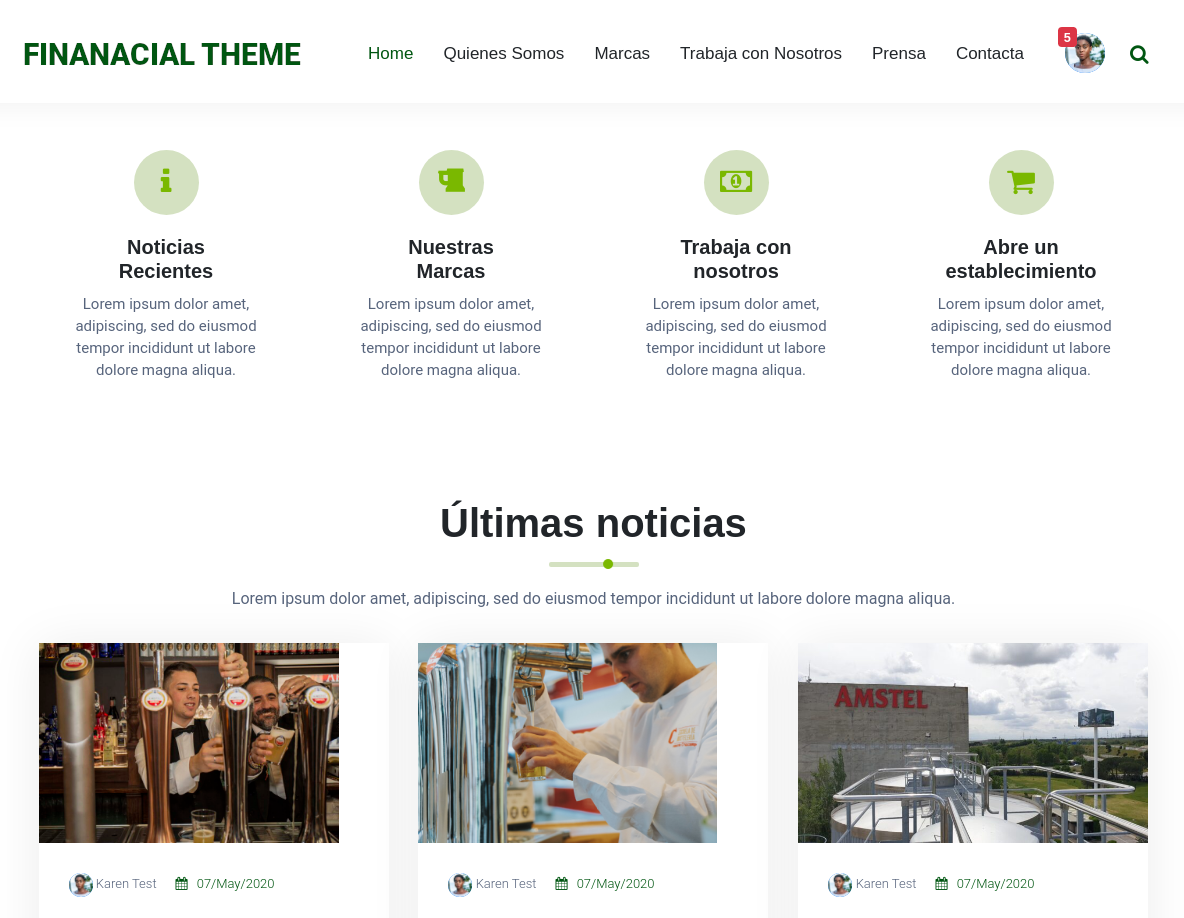 FINANACIAL THEME
Home Quienes Somos Marcas Trabaja con Nosotros Prensa Contacta 5
Noticias
Recientes
Lorem ipsum dolor amet,
adipiscing, sed do eiusmod
tempor incididunt ut labore
dolore magna aliqua.
Nuestras
Marcas
Lorem ipsum dolor amet,
adipiscing, sed do eiusmod
tempor incididunt ut labore
dolore magna aliqua.
Trabaja con
nosotros
Lorem ipsum dolor amet,
adipiscing, sed do eiusmod
tempor incididunt ut labore
dolore magna aliqua.
Abre un
establecimiento
Lorem ipsum dolor amet,
adipiscing, sed do eiusmod
tempor incididunt ut labore
dolore magna aliqua.
Últimas noticias
Lorem ipsum dolor amet, adipiscing, sed do eiusmod tempor incididunt ut labore dolore magna aliqua.
AMSTEL
Karen Test 07/May/2020
Karen Test 07/May/2020
Karen Test 07/May/2020